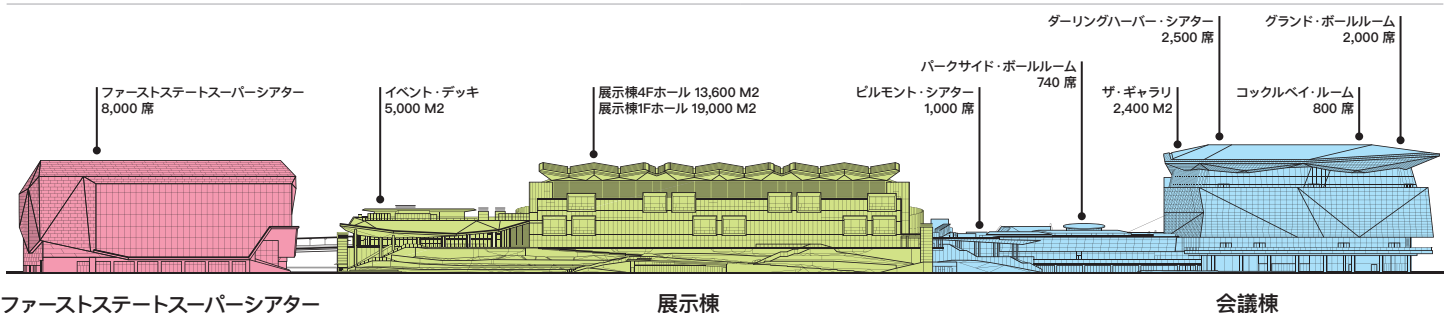 ダーリングハーバー・シアター
2,500 席
グランド・ボールルーム
2,000 席
パークサイド・ボールルーム
740 席
ファーストステートスーパーシアター
8,000 席
イベント・デッキ
5,000 M2
展示棟4Fホール 13,600 M2
展示棟1Fホール 19,000 M2
ピルモント・シアター
1,000 席
ザ・ギャラリ
2,400 M2
コックルベイ・ルーム
800 席
ファーストステートスーパーシアター
展示棟
会議棟